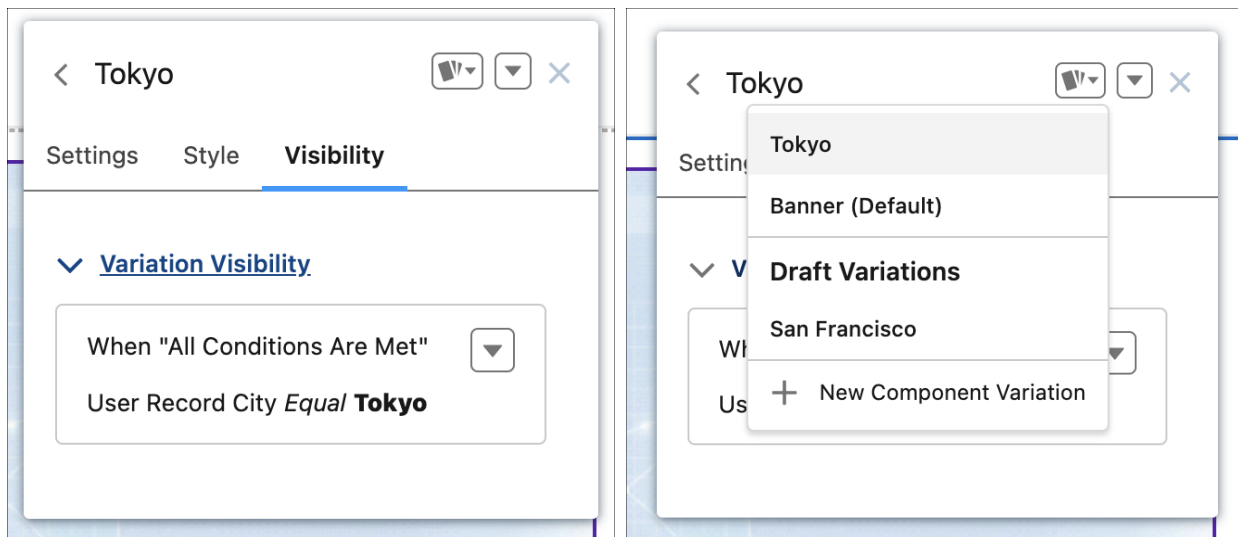 Tokyo
Settings Style Visibility
Variation Visibility
When "All Conditions Are Met"
User Record City Equal Tokyo
Tokyo
Tokyo
Banner (Default)
Draft Variations
San Francisco
New Component Variation